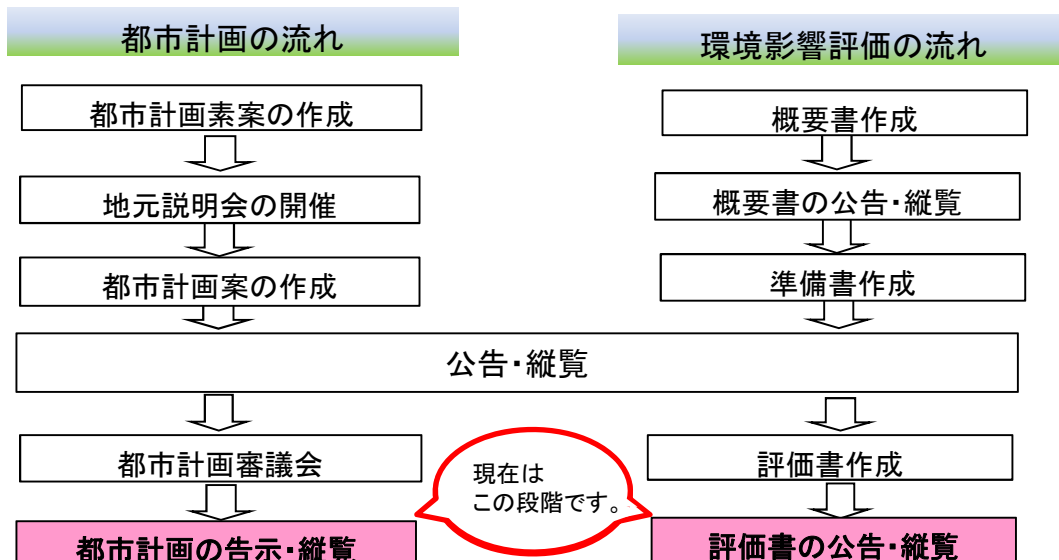 都市計画の流れ
環境影響評価の流れ
都市計画素案の作成
概要書作成
地元説明会の開催
概要書の公告・縦覧
都市計画案の作成
準備書作成
公告・縦覧
都市計画審議会
評価書作成
現在は
この段階です。
都市計画の告示・縦覧
評価書の公告・縦覧